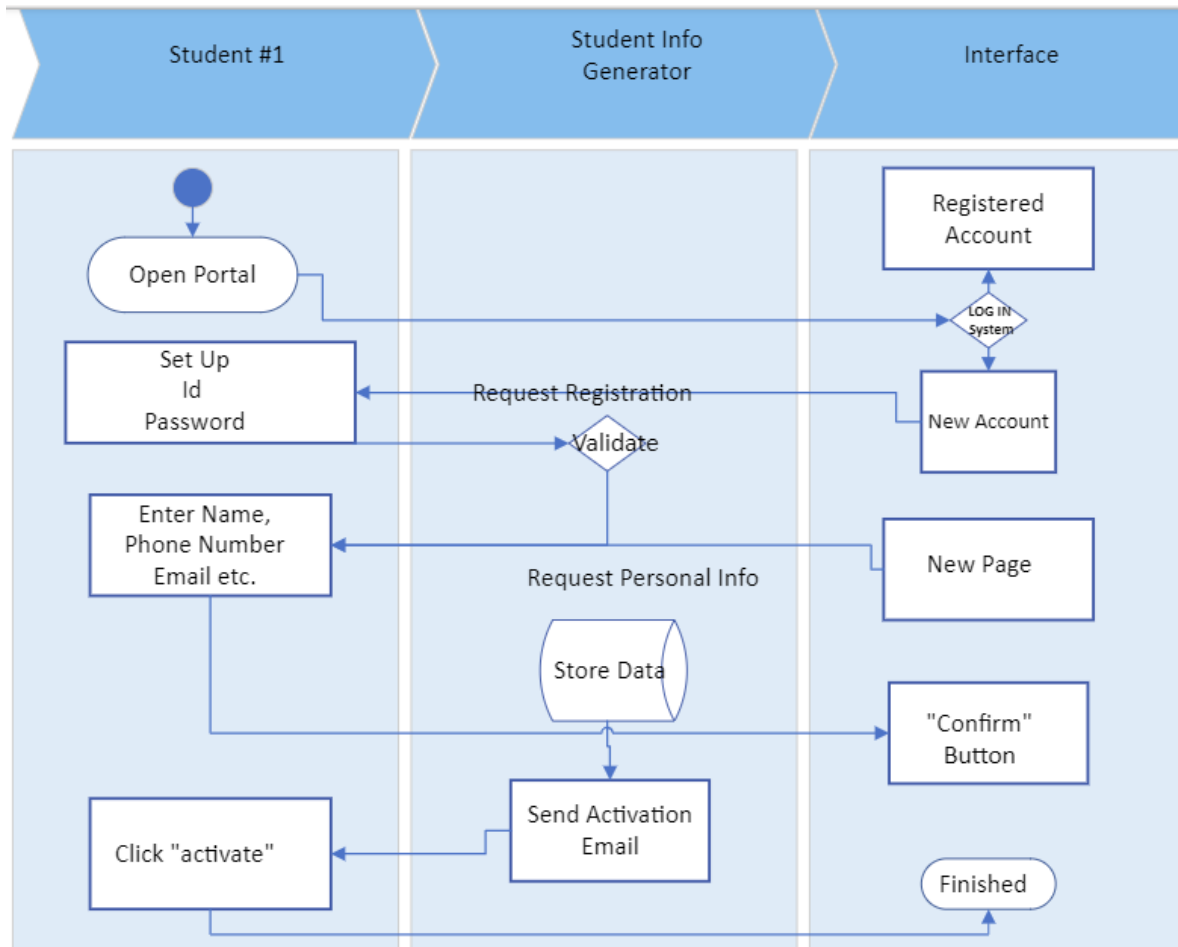 Student #1
Student Info
Generator
Interface
Open Portal
Registered
Account
LOG IN
System
Set Up
Id
Password
Request Registration
New Account
Validate
Enter Name,
Phone Number
Email etc.
New Page
Request Personal Info
Store Data
"Confirm"
Button
Send Activation
Email
Click "activate"
Finished